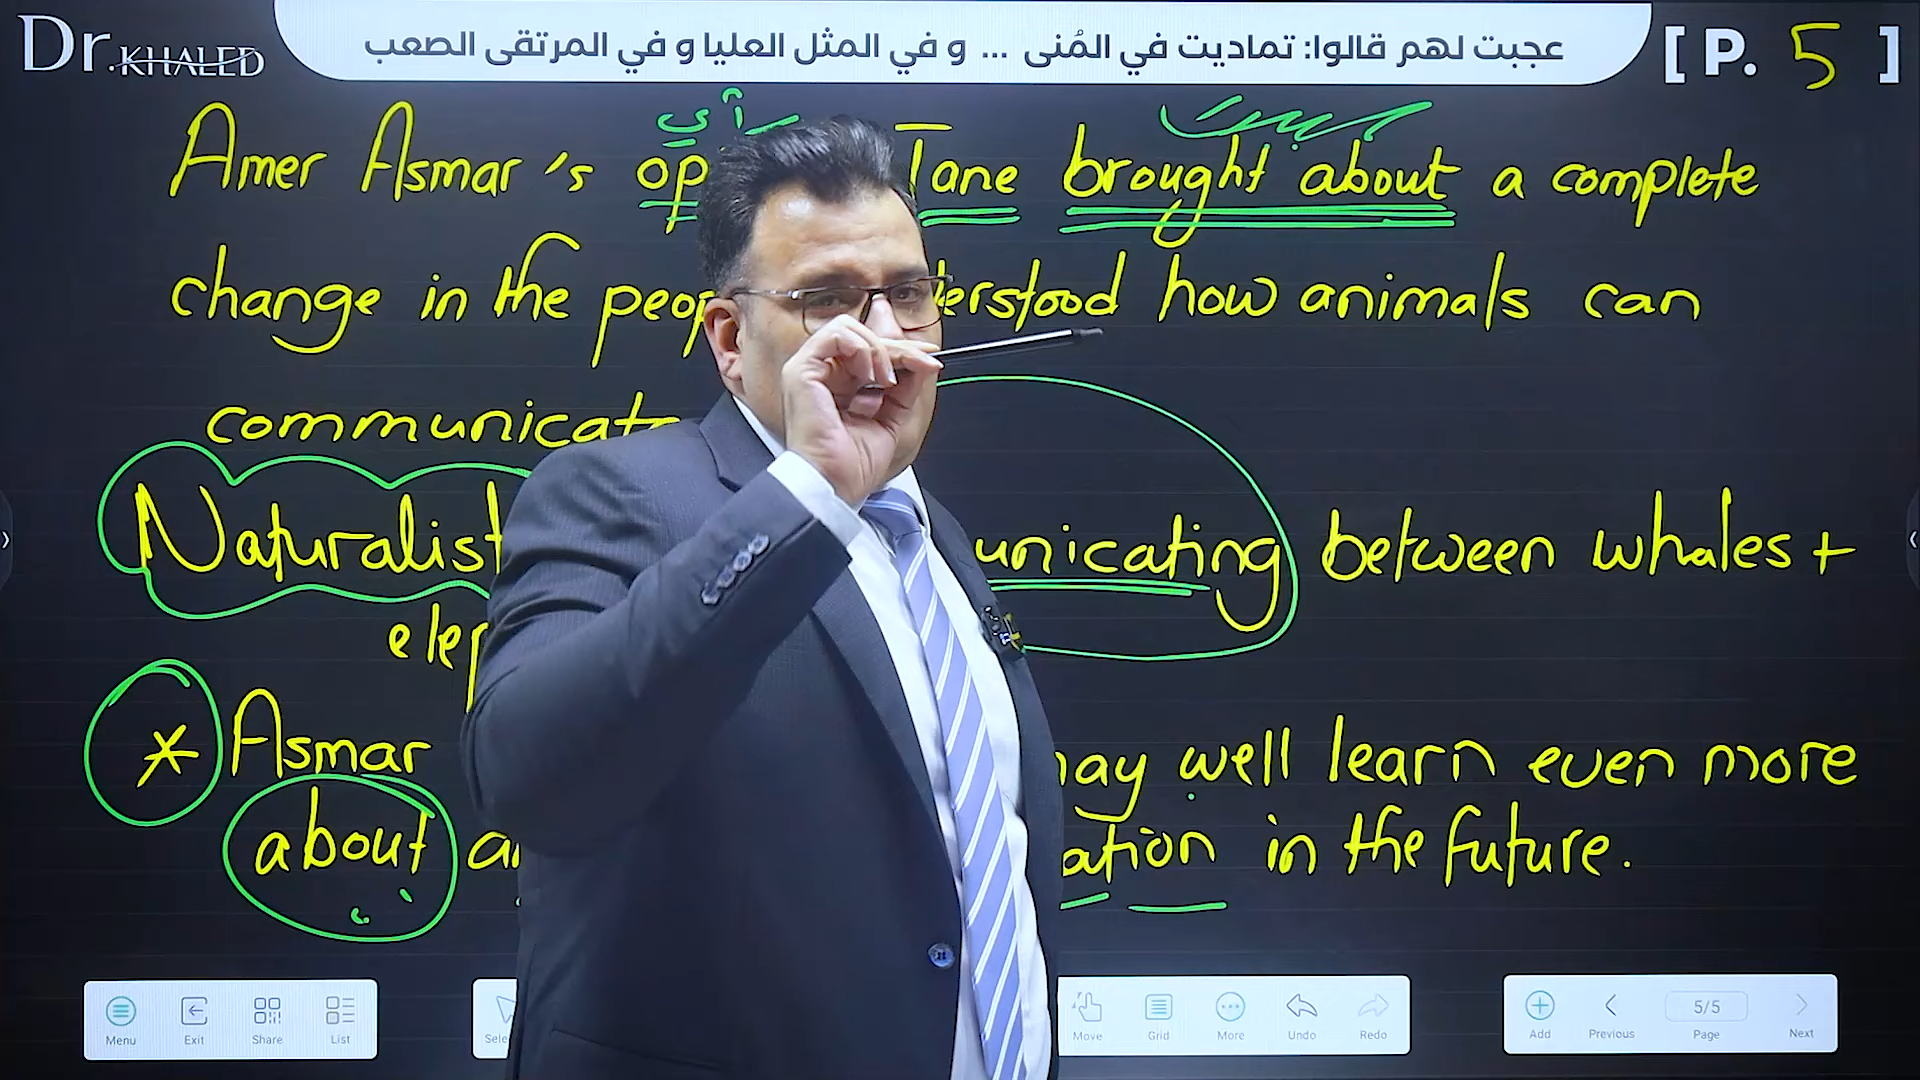 Dr. KHALED
عجبت لهم قالوا: تماديت في المُنى ... و في المثل العليا و في المرتقى الصعب
[ P. 5 ]
رأي
سببت
Amer Asmar's op Jane brought about a complete
change in the peop erstood how animals can
communicat
Naturalist unicating between whales +
elep
* Asmar may well learn even more
about a ation in the future.
Menu Exit Share List Sele Move Grid More Undo Redo Add Previous 5/5 Page Next